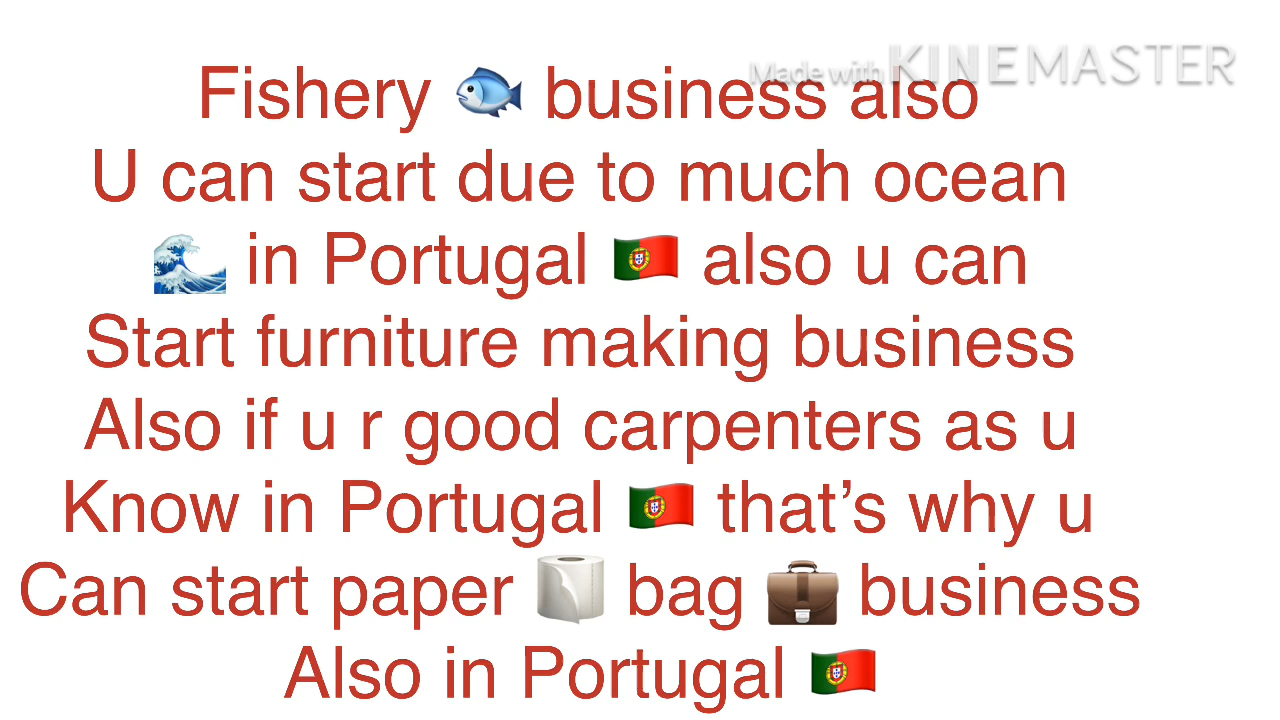 Made with KINEMASTER
Fishery 🐟 business also
U can start due to much ocean
🌊 in Portugal 🇵🇹 also u can
Start furniture making business
Also if u r good carpenters as u
Know in Portugal 🇵🇹 that’s why u
Can start paper 🧻 bag 💼 business
Also in Portugal 🇵🇹